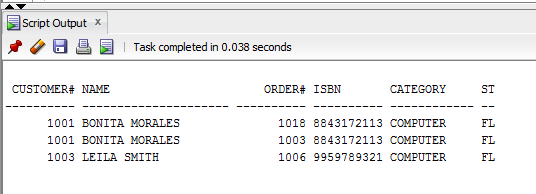 Script Output x
Task completed in 0.038 seconds
CUSTOMER# NAME ORDER# ISBN CATEGORY ST
---------- --------------------- ---------- ---------- ------------ --
1001 BONITA MORALES 1018 8843172113 COMPUTER FL
1001 BONITA MORALES 1003 8843172113 COMPUTER FL
1003 LEILA SMITH 1006 9959789321 COMPUTER FL